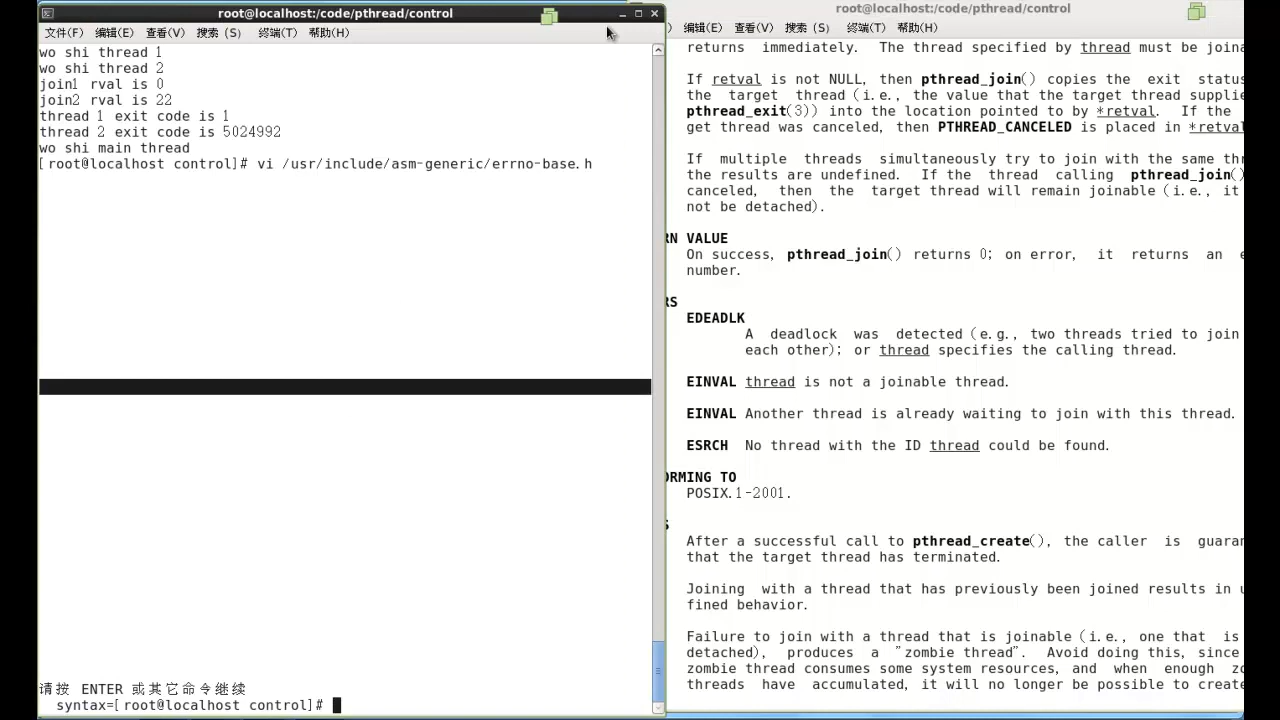 root@localhost:/code/pthread/control
文件(F) 编辑(E) 查看(V) 搜索 (S) 终端(T) 帮助(H)
wo shi thread 1
wo shi thread 2
join1 rval is 0
join2 rval is 22
thread 1 exit code is 1
thread 2 exit code is 5024992
wo shi main thread
[root@localhost control]# vi /usr/include/asm-generic/errno-base.h
请按 ENTER 或其它命令继续
syntax=[root@localhost control]#
root@localhost:/code/pthread/control
) 编辑(E) 查看(V) 搜索 (S) 终端(T) 帮助(H)
returns immediately. The thread specified by thread must be joina
If retval is not NULL, then pthread_join() copies the exit status
the target thread (i.e., the value that the target thread supplie
pthread_exit(3)) into the location pointed to by *retval. If the
get thread was canceled, then PTHREAD_CANCELED is placed in *retval
If multiple threads simultaneously try to join with the same thr
the results are undefined. If the thread calling pthread_join()
canceled, then the target thread will remain joinable (i.e., it
not be detached).
RN VALUE
On success, pthread_join() returns 0; on error, it returns an e
number.
RS
EDEADLK
A deadlock was detected (e.g., two threads tried to join
each other); or thread specifies the calling thread.
EINVAL thread is not a joinable thread.
EINVAL Another thread is already waiting to join with this thread.
ESRCH No thread with the ID thread could be found.
ORMING TO
POSIX.1-2001.
S
After a successful call to pthread_create(), the caller is guaran
that the target thread has terminated.
Joining with a thread that has previously been joined results in u
fined behavior.
Failure to join with a thread that is joinable (i.e., one that is
detached), produces a "zombie thread". Avoid doing this, since
zombie thread consumes some system resources, and when enough zo
threads have accumulated, it will no longer be possible to create